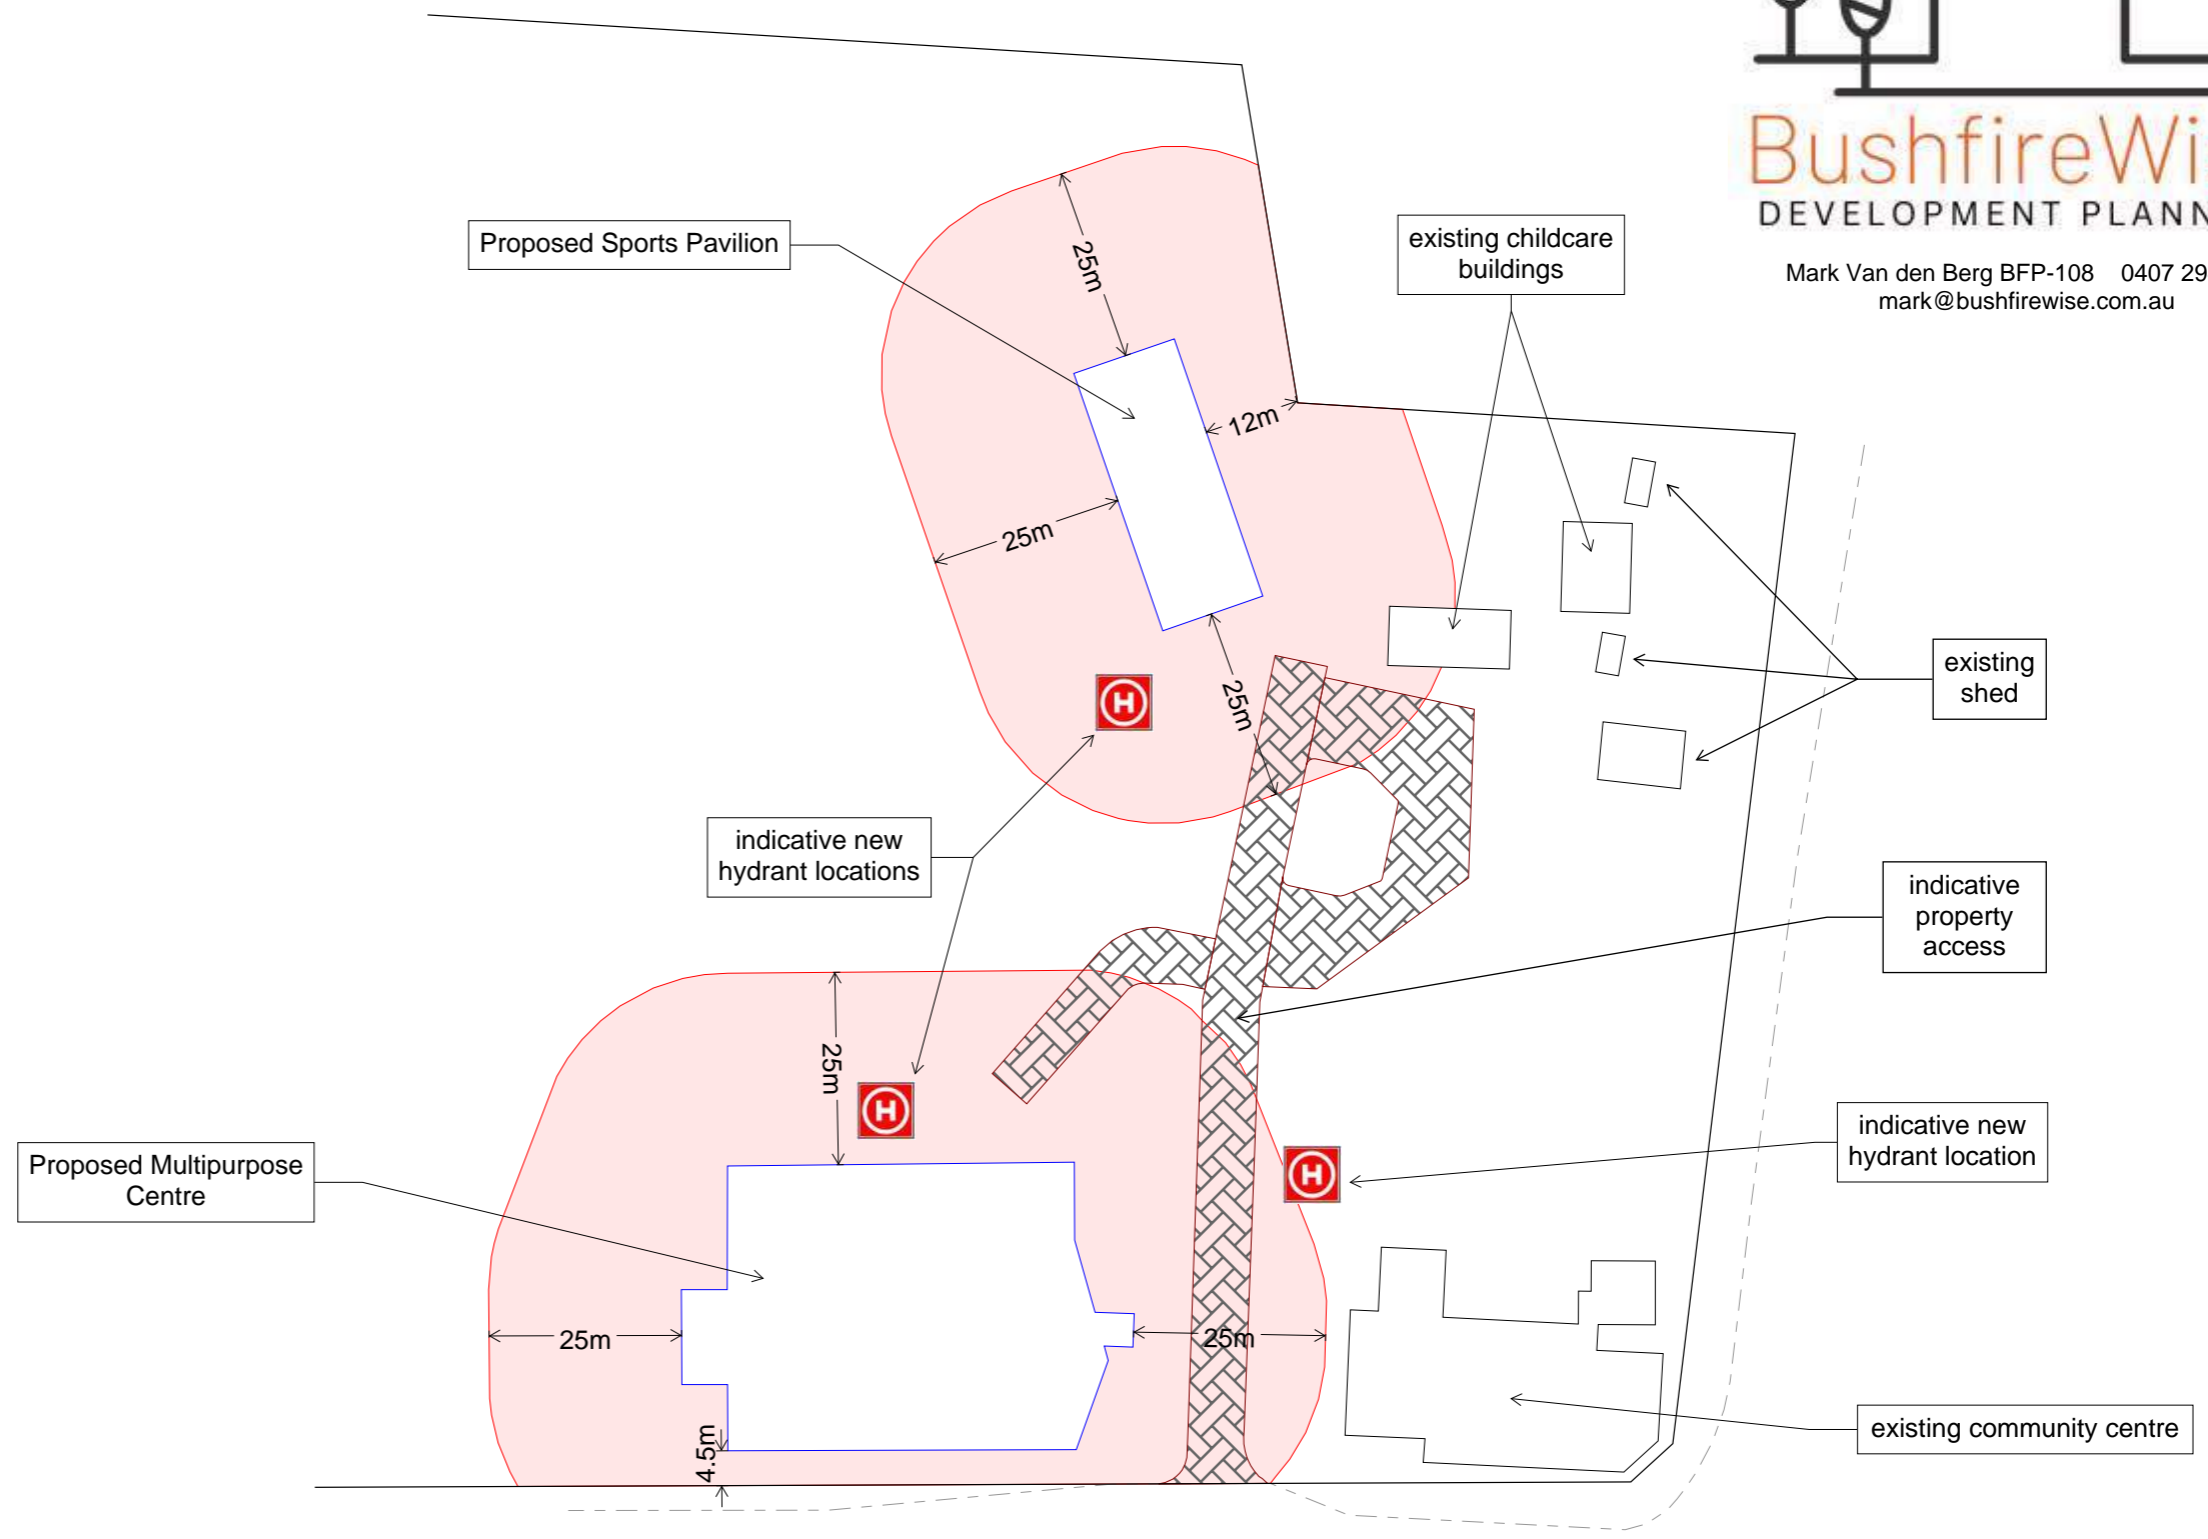 BushfireWi
DEVELOPMENT PLANN
Mark Van den Berg BFP-108 0407 29
mark@bushfirewise.com.au
Proposed Sports Pavilion
existing childcare
buildings
25m
12m
25m
25m
existing
shed
indicative new
hydrant locations
H
indicative
property
access
25m
H
H
indicative new
hydrant location
Proposed Multipurpose
Centre
25m
25m
4.5m
existing community centre